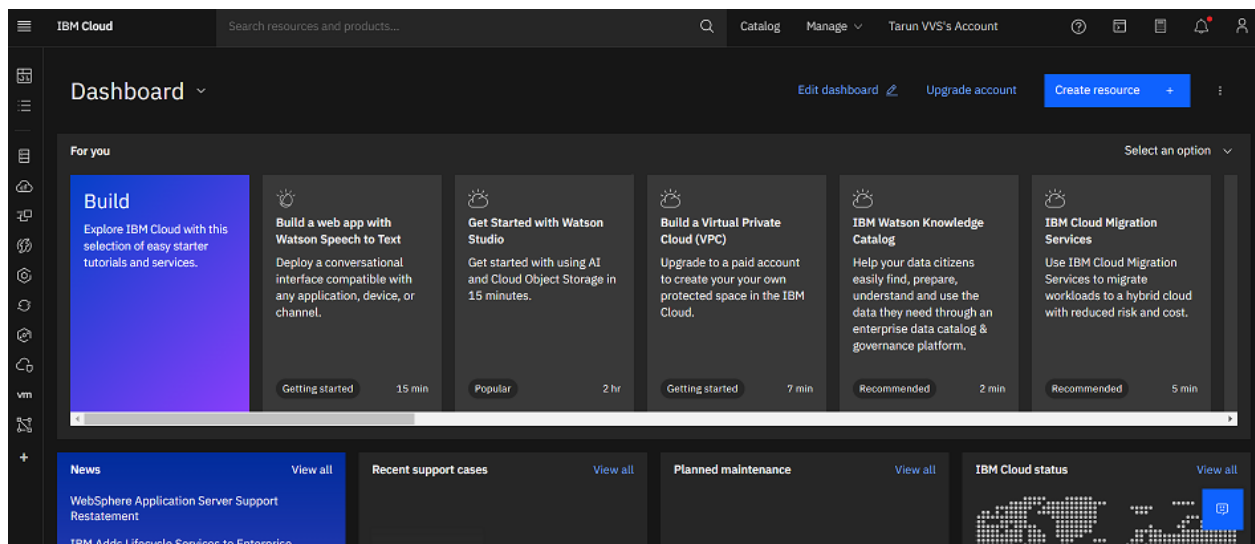 IBM Cloud
Search resources and products...
Catalog
Manage
Tarun VVS's Account
Dashboard
Edit dashboard
Upgrade account
Create resource +
For you
Select an option
Build
Explore IBM Cloud with this
selection of easy starter
tutorials and services.
Build a web app with
Watson Speech to Text
Deploy a conversational
interface compatible with
any application, device, or
channel.
Getting started
15 min
Get Started with Watson
Studio
Get started with using AI
and Cloud Object Storage in
15 minutes.
Popular
2 hr
Build a Virtual Private
Cloud (VPC)
Upgrade to a paid account
to create your your own
protected space in the IBM
Cloud.
Getting started
7 min
IBM Watson Knowledge
Catalog
Help your data citizens
easily find, prepare,
understand and use the
data they need through an
enterprise data catalog &
governance platform.
Recommended
2 min
IBM Cloud Migration
Services
Use IBM Cloud Migration
Services to migrate
workloads to a hybrid cloud
with reduced risk and cost.
Recommended
5 min
vm
News
View all
WebSphere Application Server Support
Restatement
IBM Adds Lifecycle Services to Enterprise
Recent support cases
View all
Planned maintenance
View all
IBM Cloud status
View all